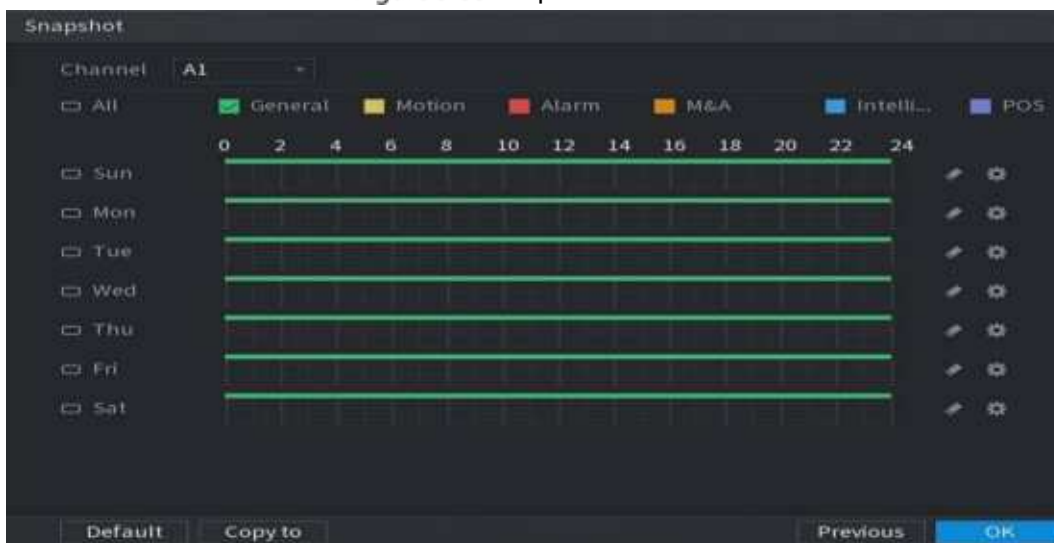 Snapshot
Channel A1
All General Motion Alarm M&A Intelli... POS
0 2 4 6 8 10 12 14 16 18 20 22 24
Sun
Mon
Tue
Wed
Thu
Fri
Sat
Default Copy to Previous OK